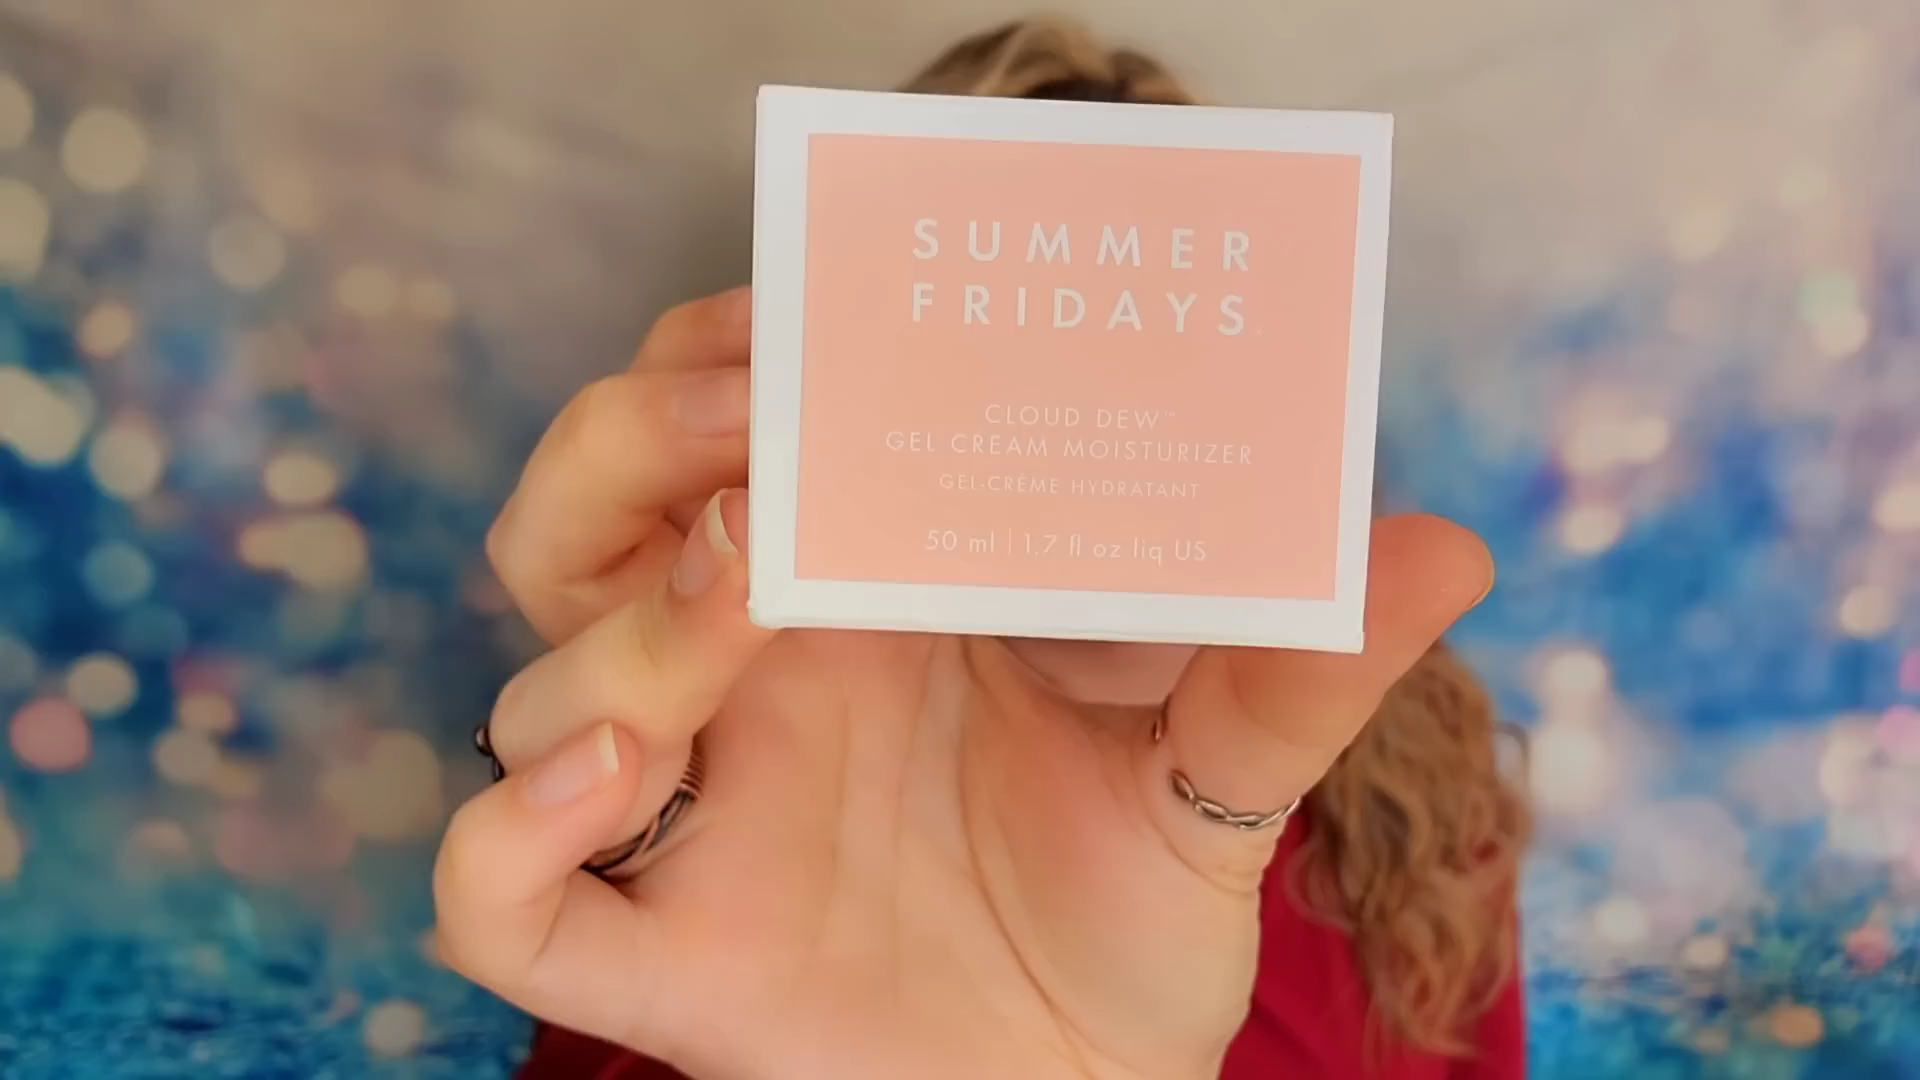 SUMMER
FRIDAYS
CLOUD DEW™
GEL CREAM MOISTURIZER
GEL-CRÈME HYDRATANT
50 ml | 1.7 fl oz liq US